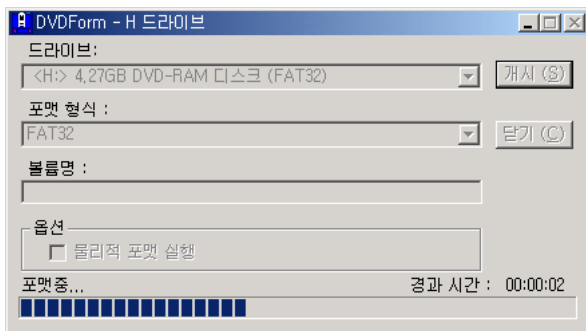 DVDForm - H 드라이브
드라이브:
<H:> 4,27GB DVD-RAM 디스크 (FAT32)
개시 (S)
포맷 형식 :
FAT32
닫기 (C)
볼륨명 :
옵션
물리적 포맷 실행
포맷중...
경과 시간 : 00:00:02